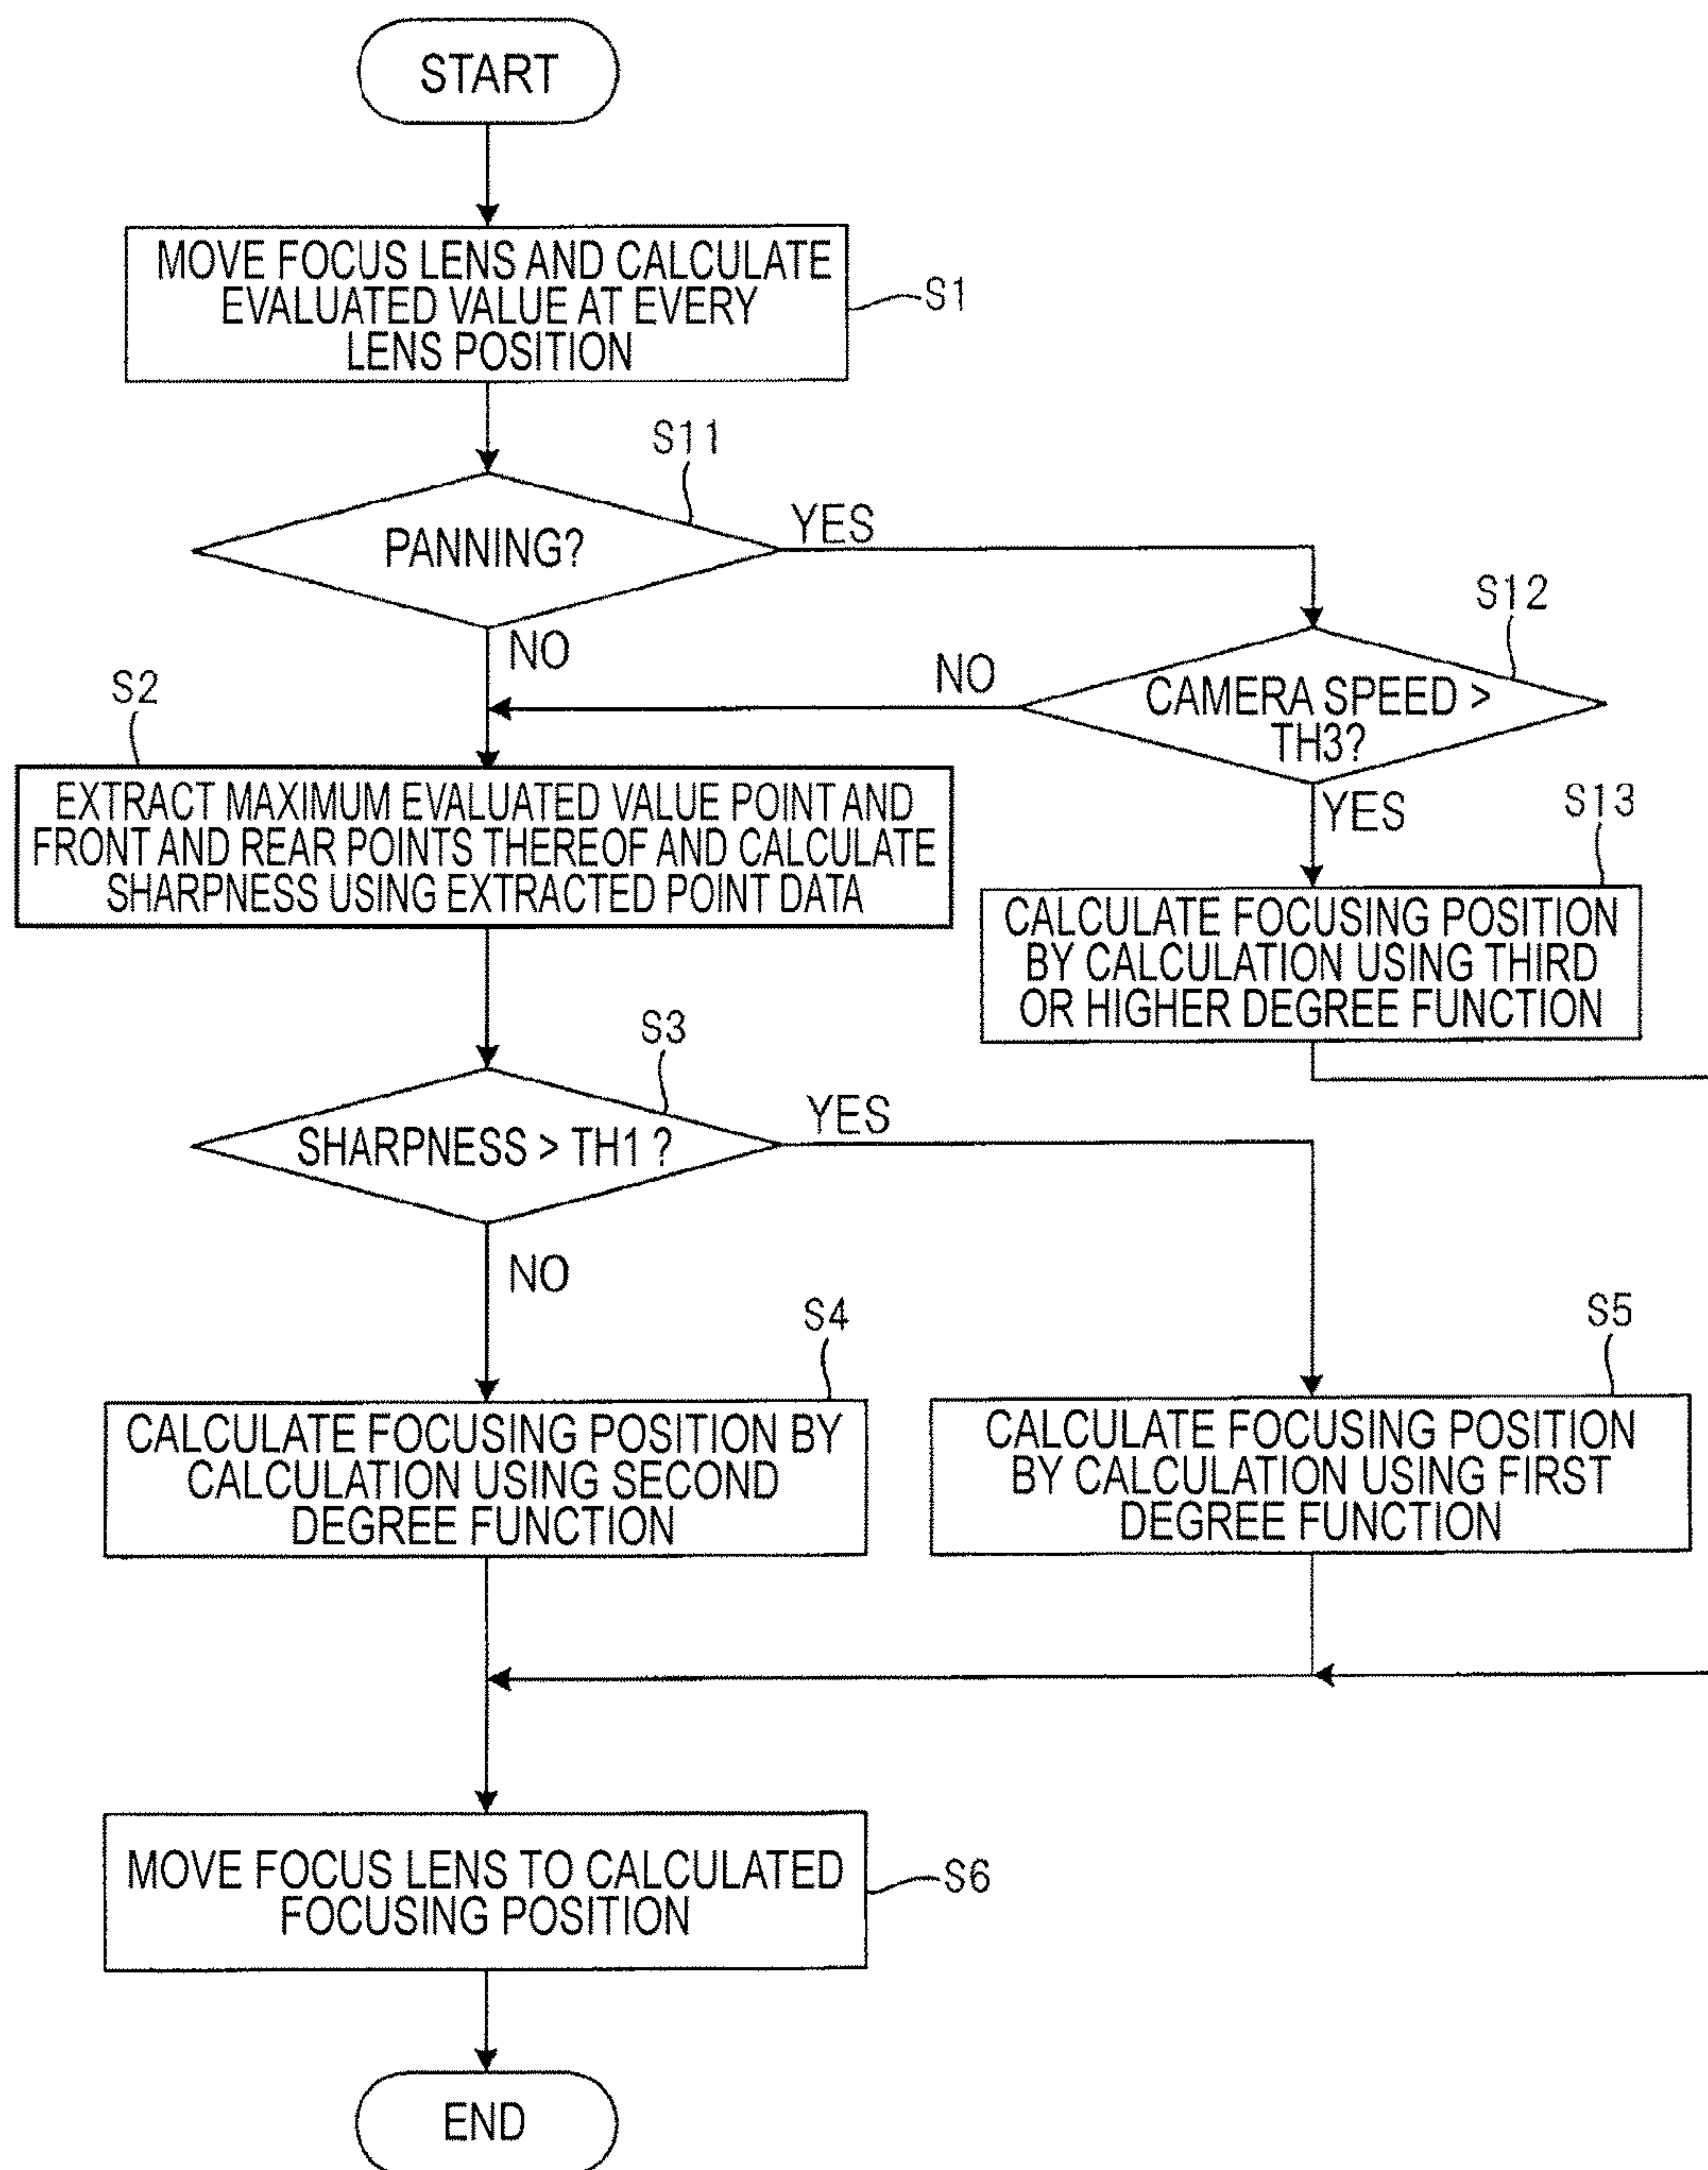 START
MOVE FOCUS LENS AND CALCULATE
EVALUATED VALUE AT EVERY
LENS POSITION
S1
S11
PANNING?
YES
NO
S12
CAMERA SPEED >
TH3?
NO
YES
S2
EXTRACT MAXIMUM EVALUATED VALUE POINT AND
FRONT AND REAR POINTS THEREOF AND CALCULATE
SHARPNESS USING EXTRACTED POINT DATA
S13
CALCULATE FOCUSING POSITION
BY CALCULATION USING THIRD
OR HIGHER DEGREE FUNCTION
S3
SHARPNESS > TH1 ?
YES
NO
S4
CALCULATE FOCUSING POSITION BY
CALCULATION USING SECOND
DEGREE FUNCTION
S5
CALCULATE FOCUSING POSITION
BY CALCULATION USING FIRST
DEGREE FUNCTION
MOVE FOCUS LENS TO CALCULATED
FOCUSING POSITION
S6
END